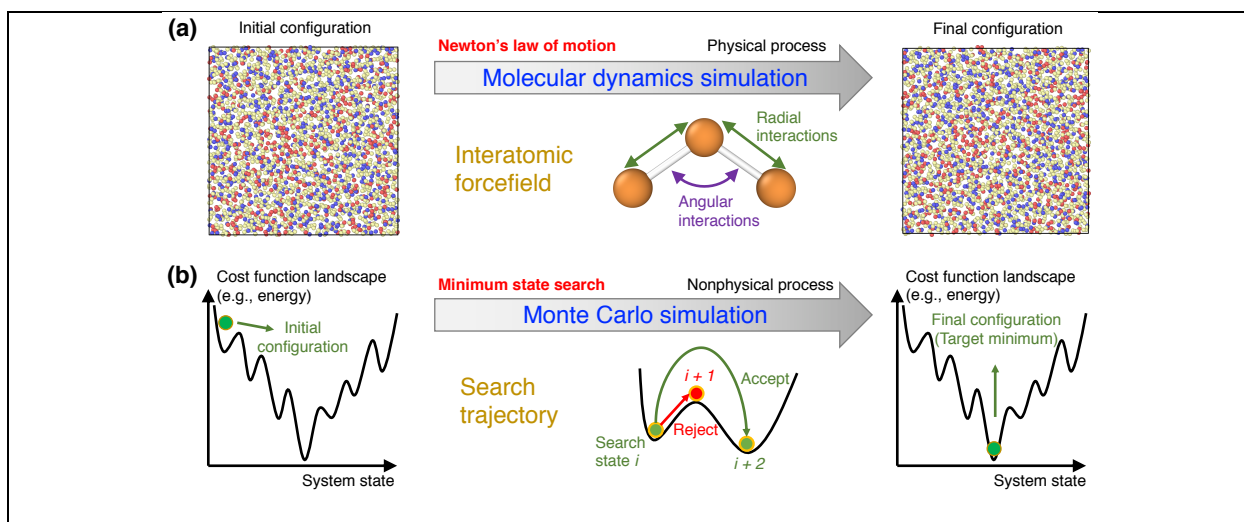 (a)
Initial configuration
Newton's law of motion
Physical process
Molecular dynamics simulation
Final configuration
Interatomic
forcefield
Radial
interactions
Angular
interactions
(b)
Cost function landscape
(e.g., energy)
Initial
configuration
System state
Minimum state search
Nonphysical process
Monte Carlo simulation
Search
trajectory
i + 1
Accept
Reject
Search
state i
i + 2
Cost function landscape
(e.g., energy)
Final configuration
(Target minimum)
System state